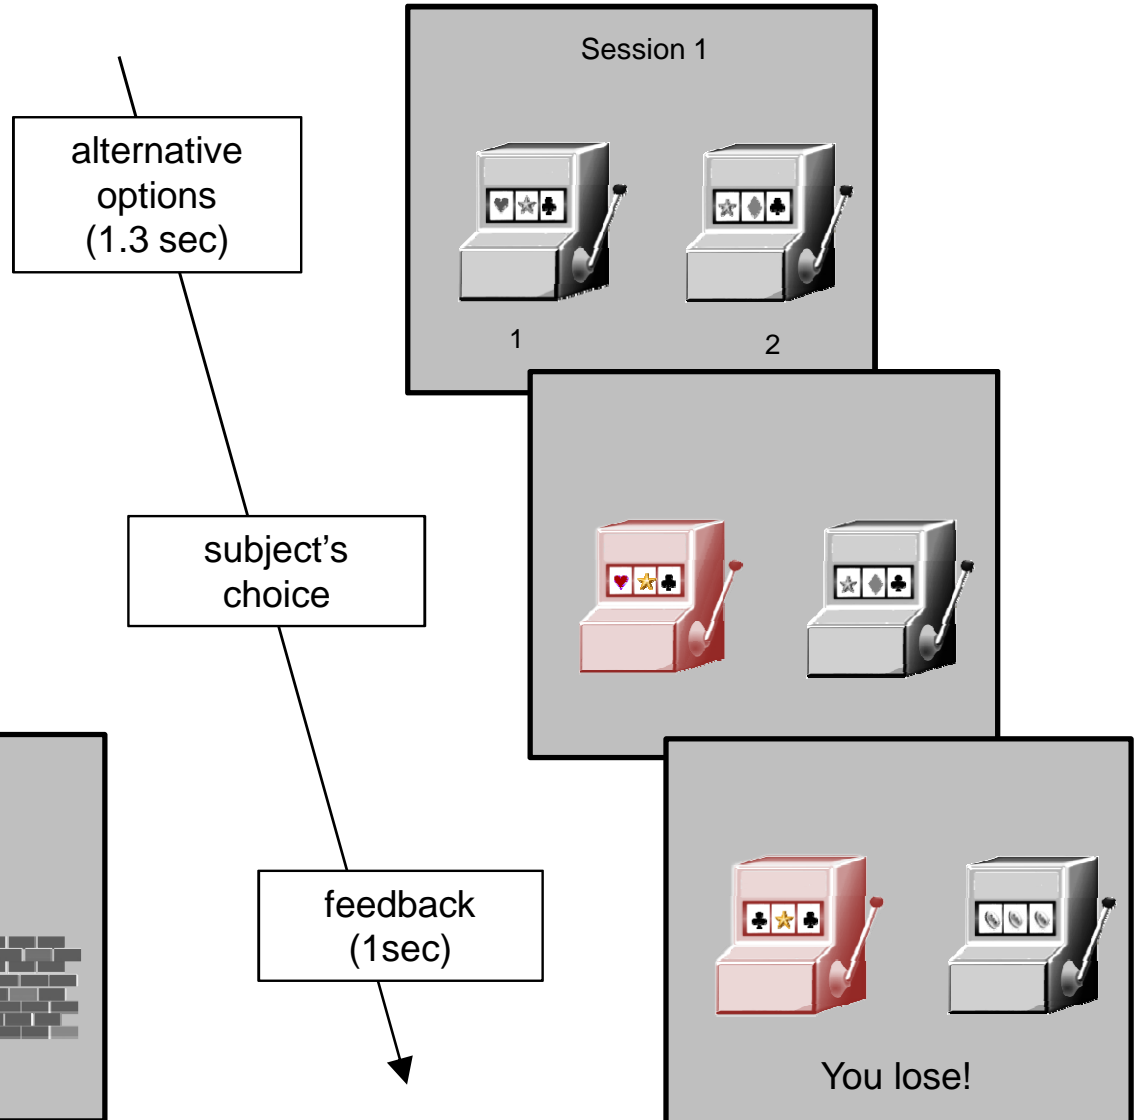 Session 1
alternative
options
(1.3 sec)
1
2
subject's
choice
feedback
(1sec)
You lose!